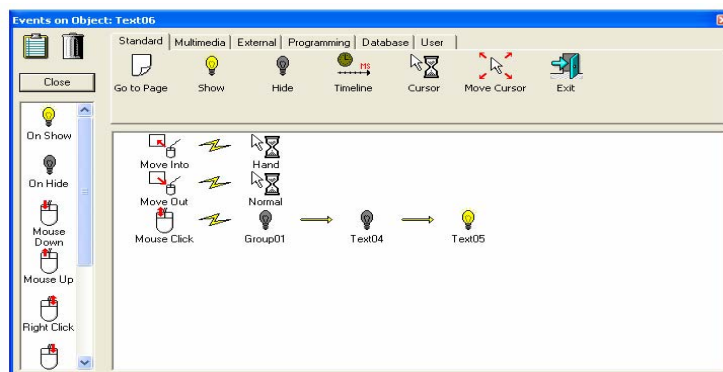 Events on Object: Text06
Standard Multimedia External Programming Database User
Close
Go to Page Show Hide Timeline Cursor Move Cursor Exit
MS
On Show
On Hide
Mouse Down
Mouse Up
Right Click
Move Into Hand
Move Out Normal
Mouse Click Group01 Text04 Text05